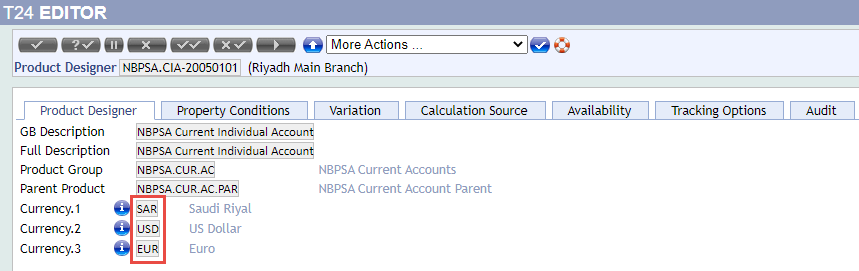 T24 EDITOR
More Actions ...
Product Designer NBPSA.CIA-20050101 (Riyadh Main Branch)
Product Designer Property Conditions Variation Calculation Source Availability Tracking Options Audit
GB Description NBPSA Current Individual Account
Full Description NBPSA Current Individual Account
Product Group NBPSA.CUR.AC NBPSA Current Accounts
Parent Product NBPSA.CUR.AC.PAR NBPSA Current Account Parent
Currency.1 SAR Saudi Riyal
Currency.2 USD US Dollar
Currency.3 EUR Euro